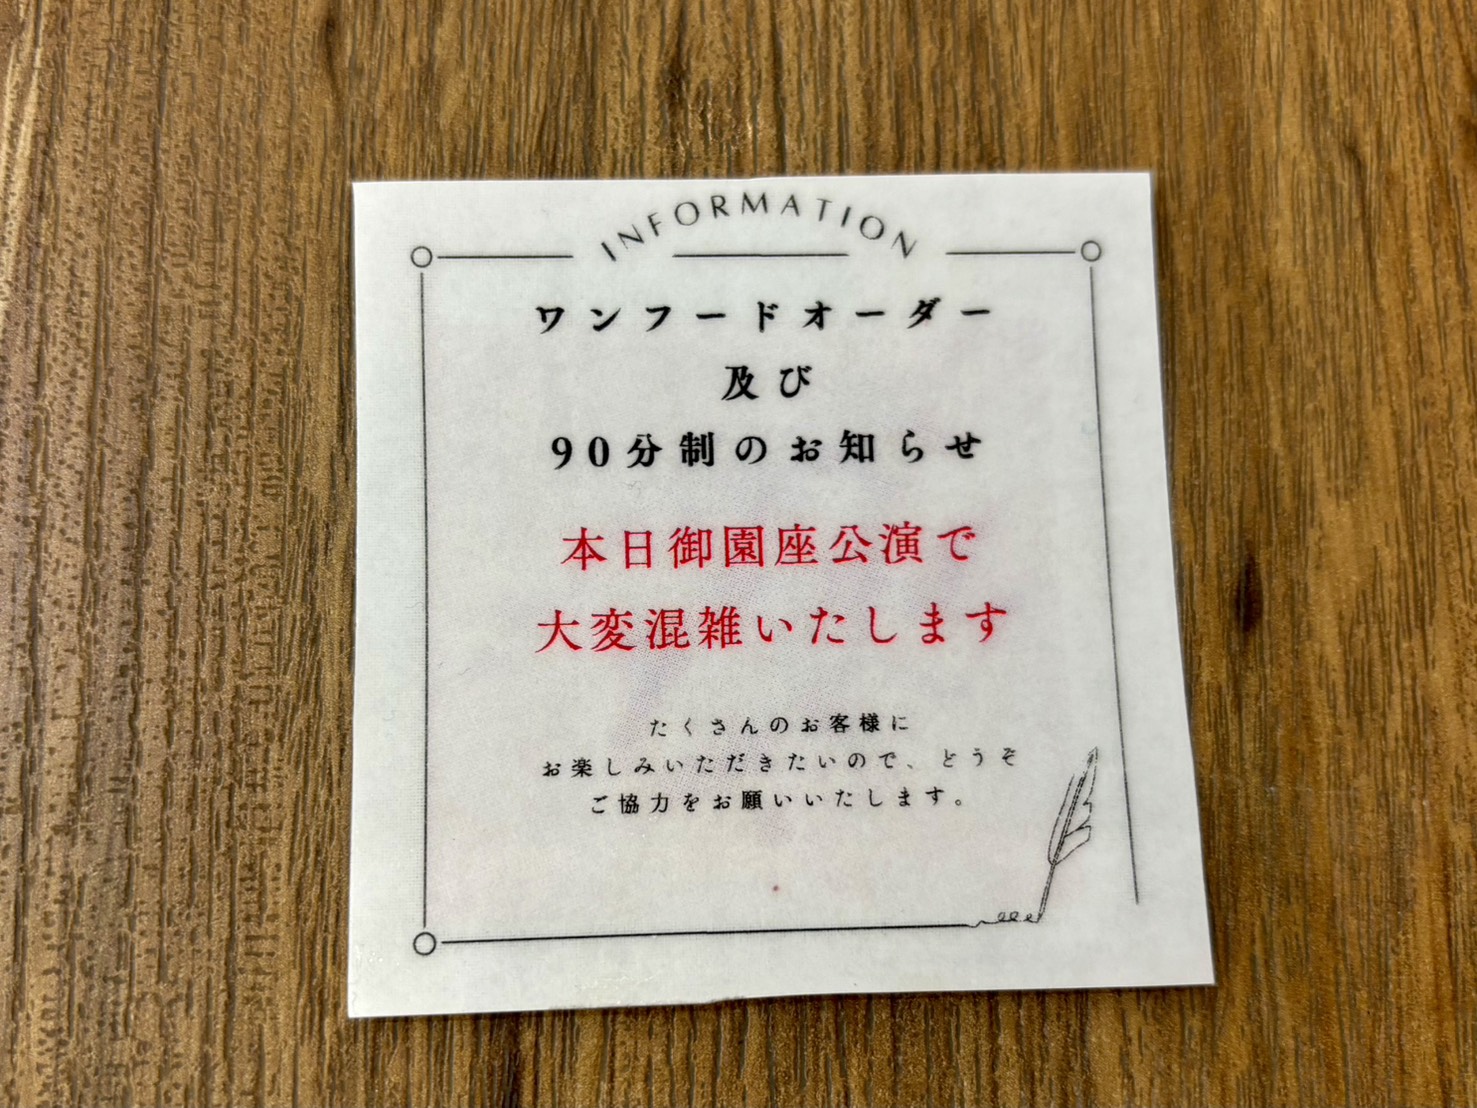 INFORMATION
ワンフードオーダー
及び
90分制のお知らせ
本日御園座公演で
大変混雑いたします
たくさんのお客様に
お楽しみいただきたいので、どうぞ
ご協力をお願いいたします。